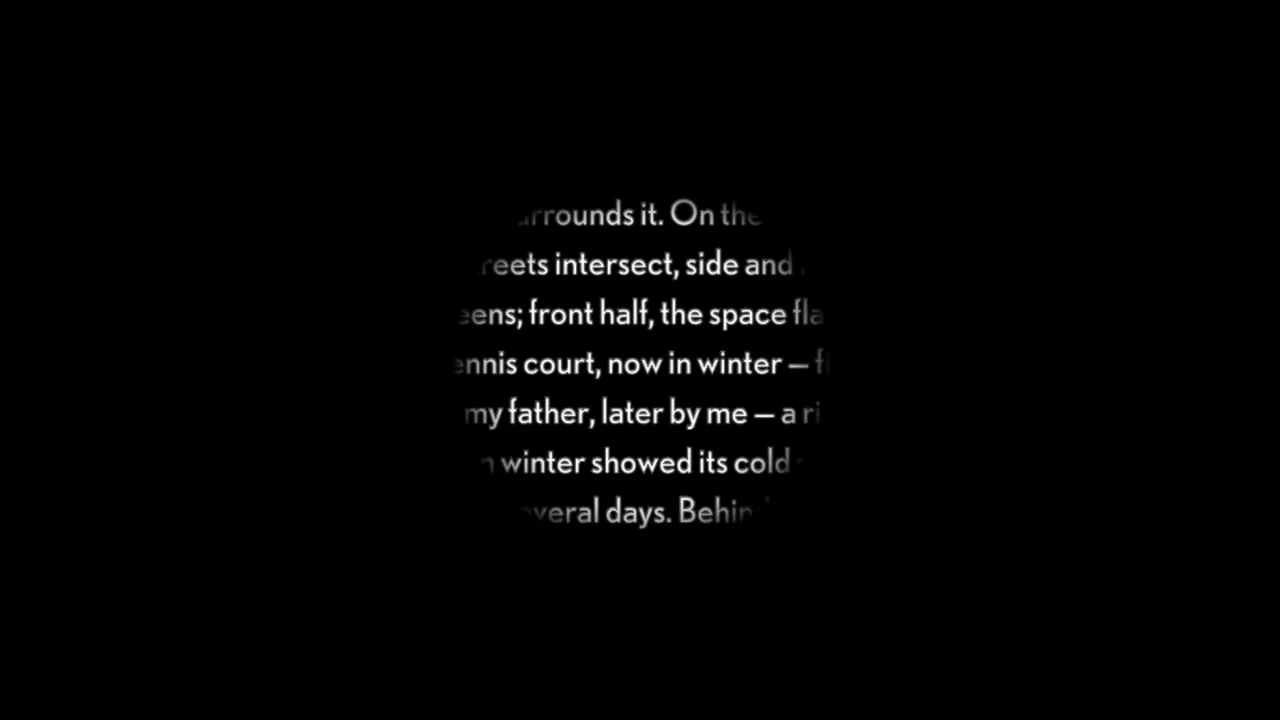 urrounds it. On the
reets intersect, side and
eens; front half, the space fla
ennis court, now in winter —
my father, later by me — a ri
winter showed its cold
everal days. Behin